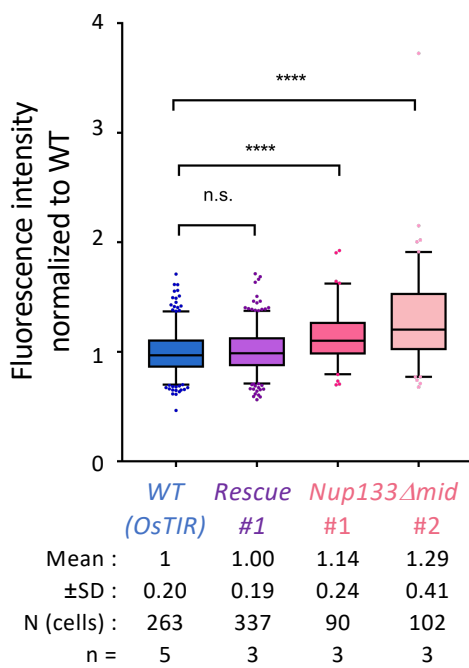 Fluorescence intensity
normalized to WT
4
3
2
1
0
****
****
n.s.
WT Rescue Nup133Δmid
(OsTIR) #1 #1 #2
Mean : 1 1.00 1.14 1.29
±SD : 0.20 0.19 0.24 0.41
N (cells) : 263 337 90 102
n = 5 3 3 3